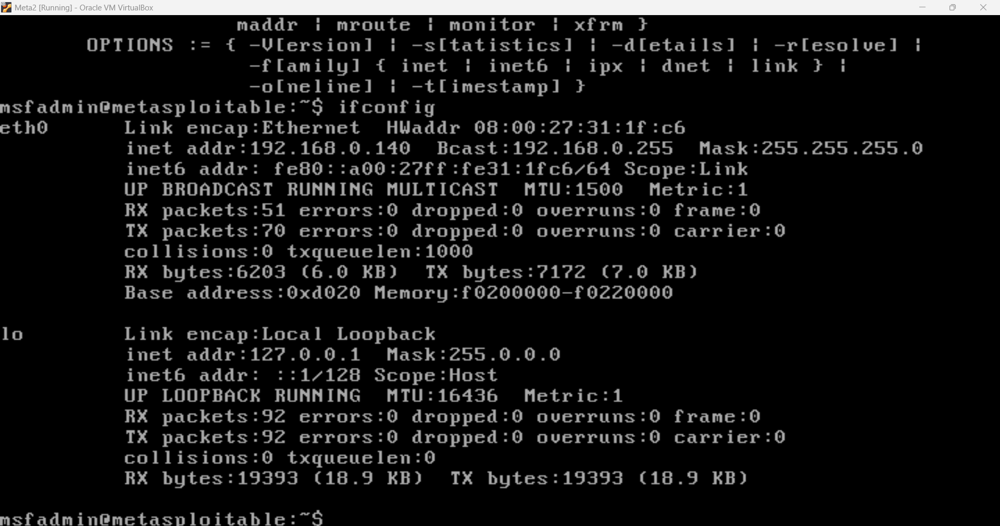 Meta2 [Running] - Oracle VM VirtualBox
maddr | mroute | monitor | xfrm }
OPTIONS := { -V[ersion] | -s[tatistics] | -d[etails] | -r[esolve] |
-f[amily] { inet | inet6 | ipx | dnet | link } |
-o[neline] | -t[imestamp] }
msfadmin@metasploitable:~$ ifconfig
eth0 Link encap:Ethernet HWaddr 08:00:27:31:1f:c6
inet addr:192.168.0.140 Bcast:192.168.0.255 Mask:255.255.255.0
inet6 addr: fe80::a00:27ff:fe31:1fc6/64 Scope:Link
UP BROADCAST RUNNING MULTICAST MTU:1500 Metric:1
RX packets:51 errors:0 dropped:0 overruns:0 frame:0
TX packets:70 errors:0 dropped:0 overruns:0 carrier:0
collisions:0 txqueuelen:1000
RX bytes:6203 (6.0 KB) TX bytes:7172 (7.0 KB)
Base address:0xd020 Memory:f0200000-f0220000
lo Link encap:Local Loopback
inet addr:127.0.0.1 Mask:255.0.0.0
inet6 addr: ::1/128 Scope:Host
UP LOOPBACK RUNNING MTU:16436 Metric:1
RX packets:92 errors:0 dropped:0 overruns:0 frame:0
TX packets:92 errors:0 dropped:0 overruns:0 carrier:0
collisions:0 txqueuelen:0
RX bytes:19393 (18.9 KB) TX bytes:19393 (18.9 KB)
msfadmin@metasploitable:~$